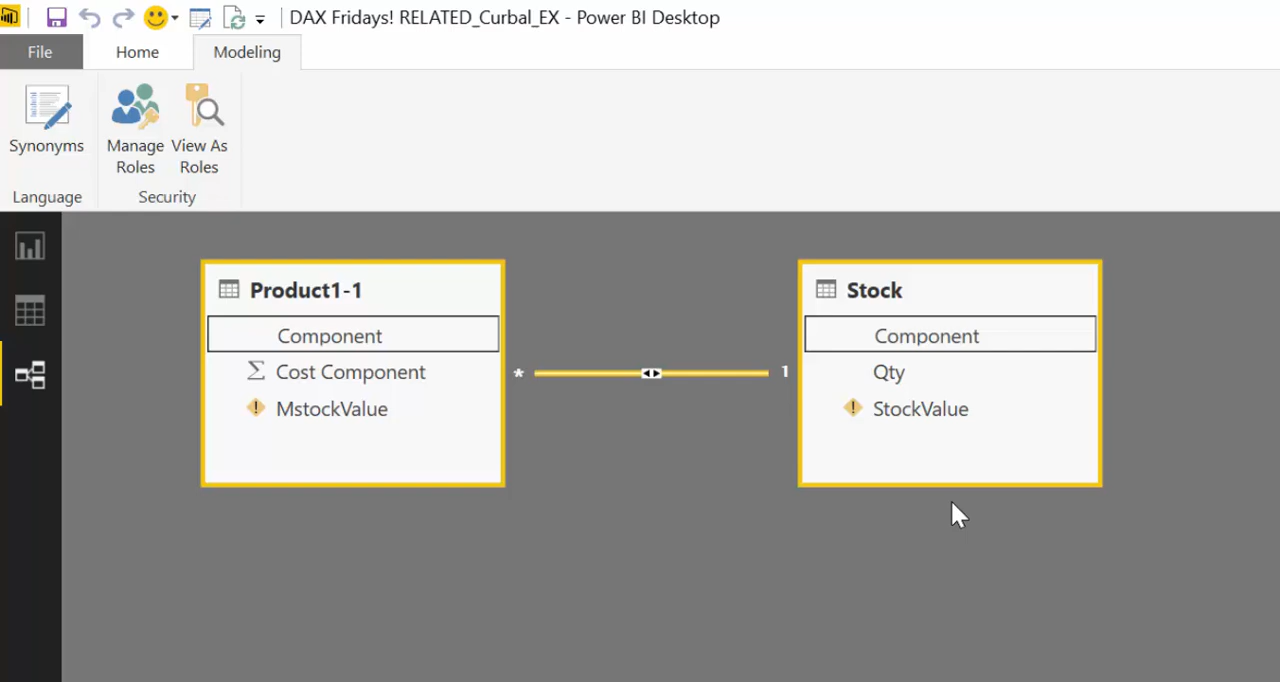 DAX Fridays! RELATED_Curbal_EX - Power BI Desktop
File Home Modeling
Synonyms
Manage Roles
View As Roles
Language
Security
Product1-1
Component
Σ Cost Component
MstockValue
*
1
Stock
Component
Qty
StockValue